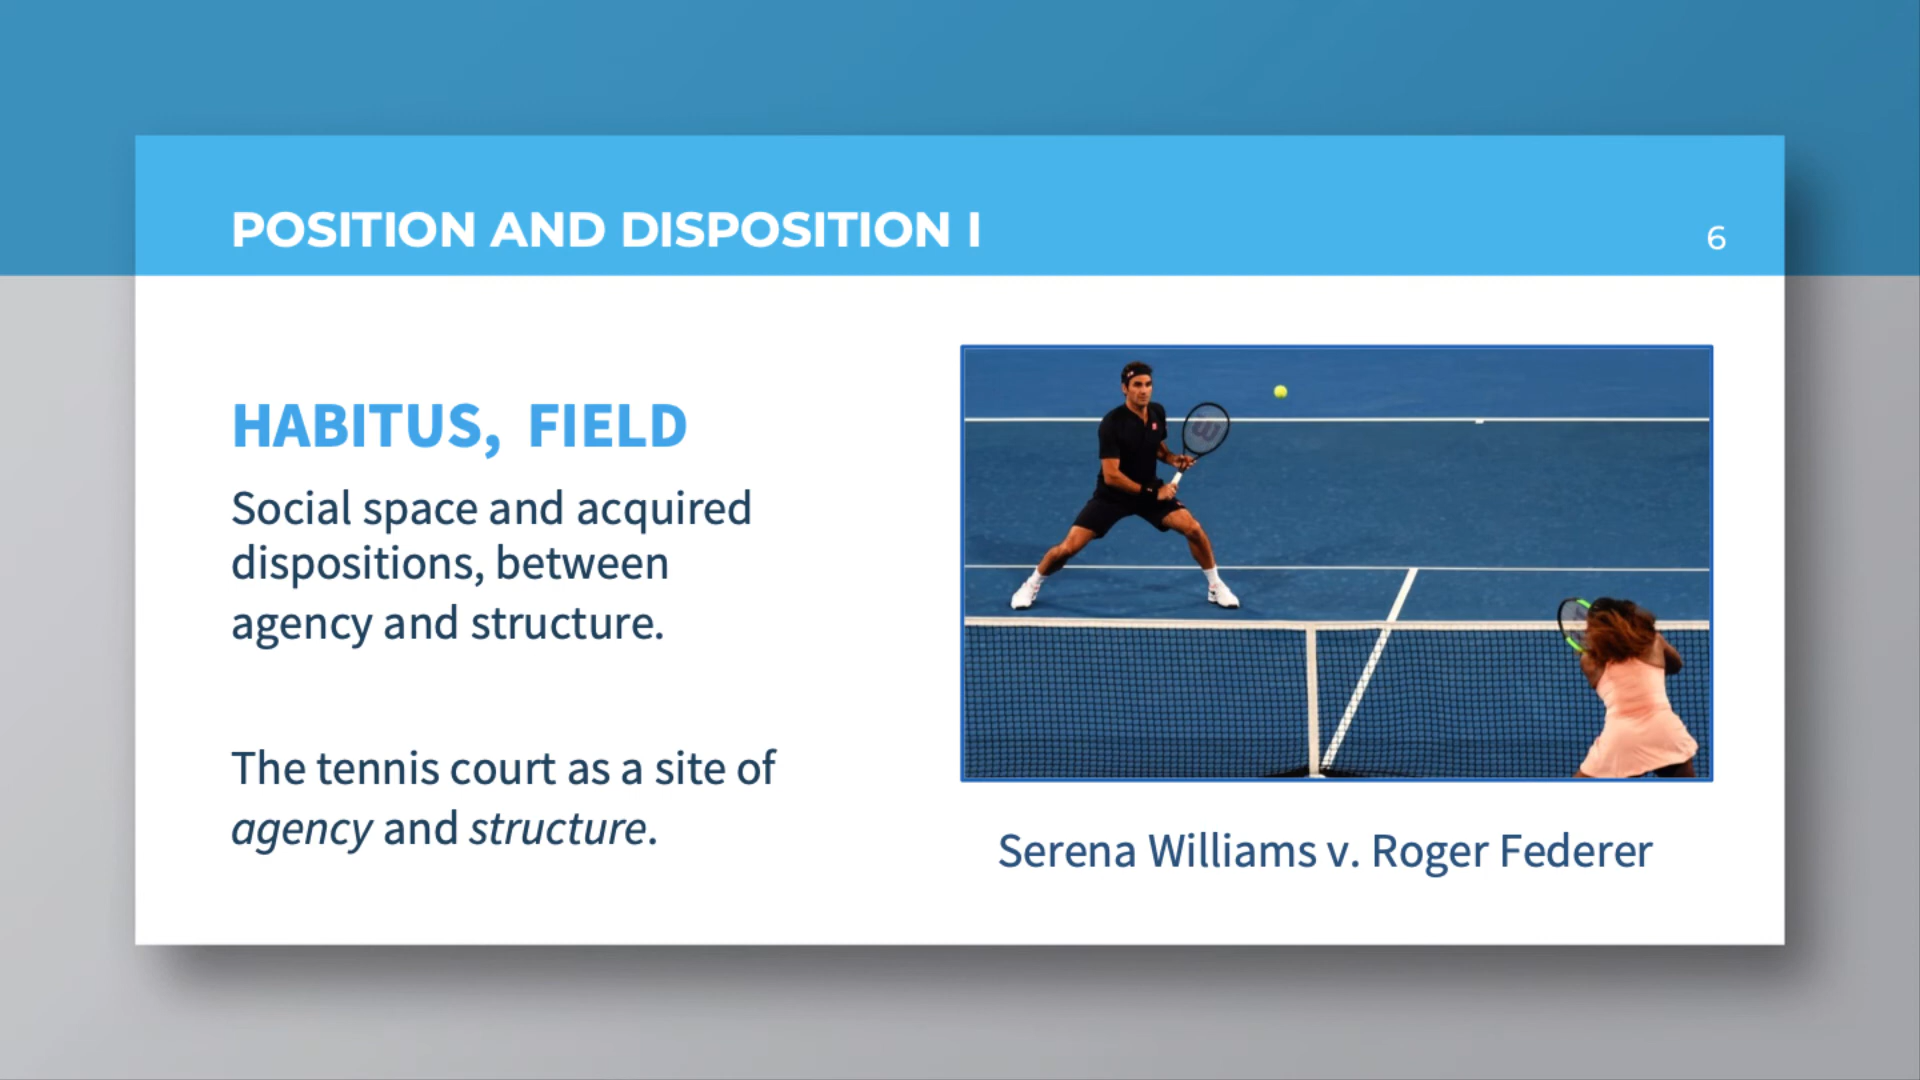 POSITION AND DISPOSITION I
6
HABITUS, FIELD
Social space and acquired
dispositions, between
agency and structure.
The tennis court as a site of
agency and structure.
Serena Williams v. Roger Federer